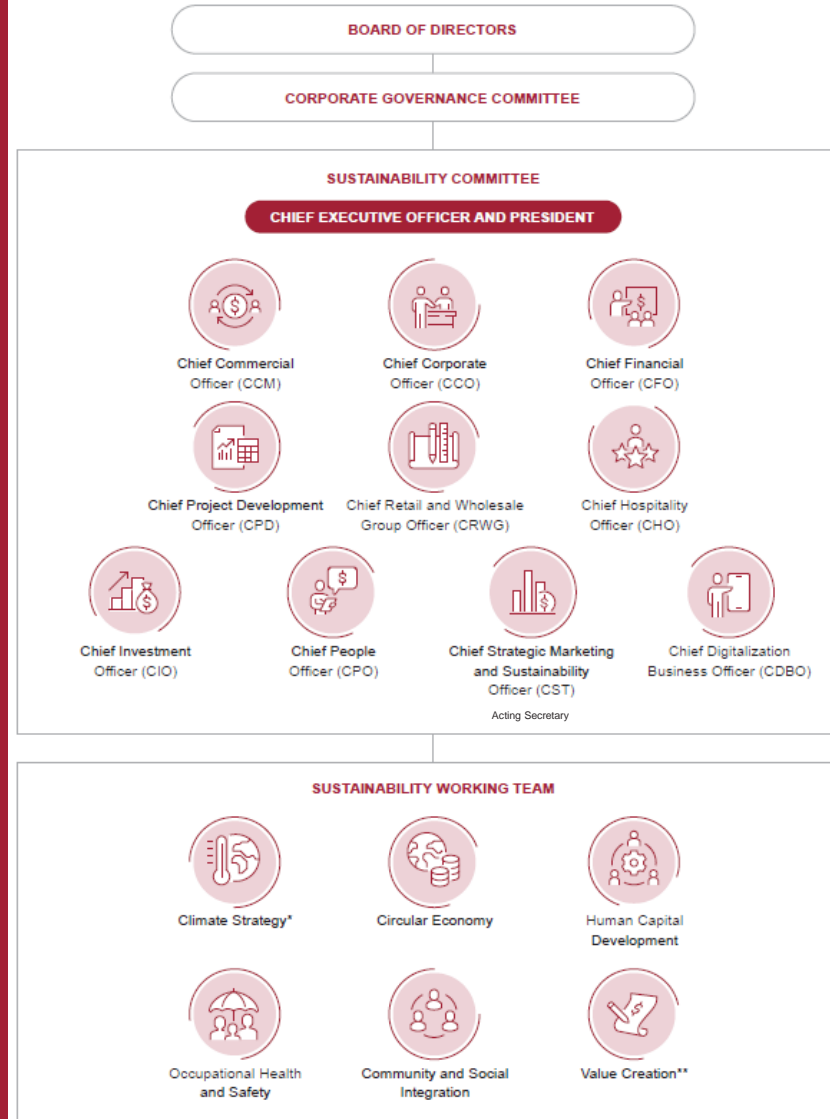 BOARD OF DIRECTORS
CORPORATE GOVERNANCE COMMITTEE
SUSTAINABILITY COMMITTEE
CHIEF EXECUTIVE OFFICER AND PRESIDENT
Chief Commercial
Officer (CCM)
Chief Corporate
Officer (CCO)
Chief Financial
Officer (CFO)
Chief Project Development
Officer (CPD)
Chief Retail and Wholesale
Group Officer (CRWG)
Chief Hospitality
Officer (CHO)
Chief Investment
Officer (CIO)
Chief People
Officer (CPO)
Chief Strategic Marketing
and Sustainability
Officer (CST)
Acting Secretary
Chief Digitalization
Business Officer (CDBO)
SUSTAINABILITY WORKING TEAM
Climate Strategy*
Circular Economy
Human Capital
Development
Occupational Health
and Safety
Community and Social
Integration
Value Creation**